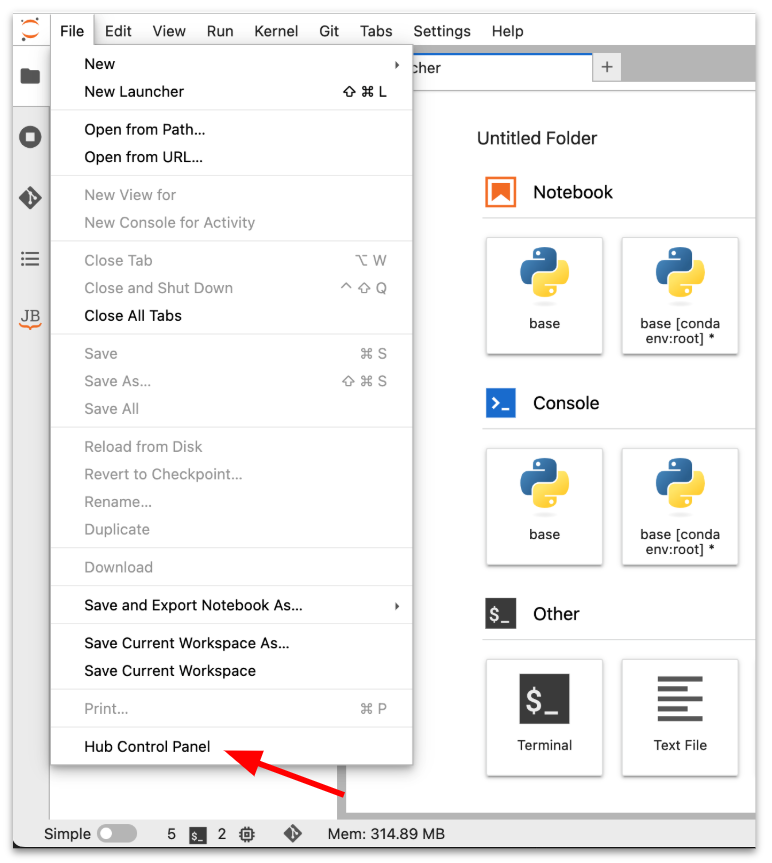 File Edit View Run Kernel Git Tabs Settings Help
New
New Launcher ⇧ ⌘ L
Open from Path...
Open from URL...
New View for
New Console for Activity
Close Tab ⌥ W
Close and Shut Down ^ ⇧ Q
Close All Tabs
Save ⌘ S
Save As... ⇧ ⌘ S
Save All
Reload from Disk
Revert to Checkpoint...
Rename...
Duplicate
Download
Save and Export Notebook As...
Save Current Workspace As...
Save Current Workspace
Print... ⌘ P
Hub Control Panel
JB
cher +
Untitled Folder
Notebook
base
base [conda
env:root] *
Console
base
base [conda
env:root] *
$_ Other
$_
Terminal
Text File
Simple 5 $_ 2 Mem: 314.89 MB